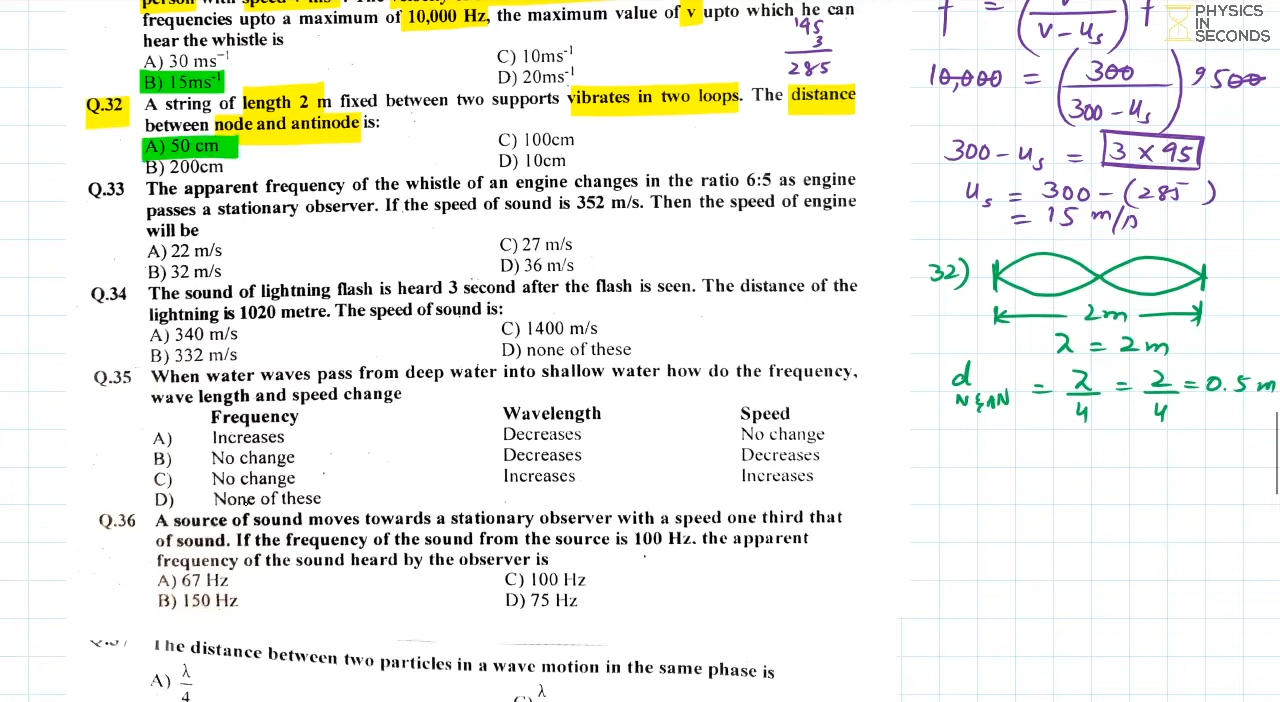 frequencies upto a maximum of 10,000 Hz, the maximum value of v upto which he can
hear the whistle is
A) 30 ms⁻¹
C) 10ms⁻¹
B) 15ms⁻¹
D) 20ms⁻¹
Q.32 A string of length 2 m fixed between two supports vibrates in two loops. The distance
between node and antinode is:
A) 50 cm
C) 100cm
B) 200cm
D) 10cm
Q.33 The apparent frequency of the whistle of an engine changes in the ratio 6:5 as engine
passes a stationary observer. If the speed of sound is 352 m/s. Then the speed of engine
will be
A) 22 m/s
C) 27 m/s
B) 32 m/s
D) 36 m/s
Q.34 The sound of lightning flash is heard 3 second after the flash is seen. The distance of the
lightning is 1020 metre. The speed of sound is:
A) 340 m/s
C) 1400 m/s
B) 332 m/s
D) none of these
Q.35 When water waves pass from deep water into shallow water how do the frequency,
wave length and speed change
Frequency Wavelength Speed
A) Increases Decreases No change
B) No change Decreases Decreases
C) No change Increases Increases
D) None of these
Q.36 A source of sound moves towards a stationary observer with a speed one third that
of sound. If the frequency of the sound from the source is 100 Hz. the apparent
frequency of the sound heard by the observer is
A) 67 Hz
C) 100 Hz
B) 150 Hz
D) 75 Hz
The distance between two particles in a wave motion in the same phase is
A) λ/4
λ
95
3
285
PHYSICS
IN
SECONDS
V - u_s
10,000 = (300 / 300 - u_s) 9500
300 - u_s = 3 × 95
u_s = 300 - (285)
= 15 m/s
32)
2m
λ = 2m
d N&AN = λ/4 = 2/4 = 0.5 m